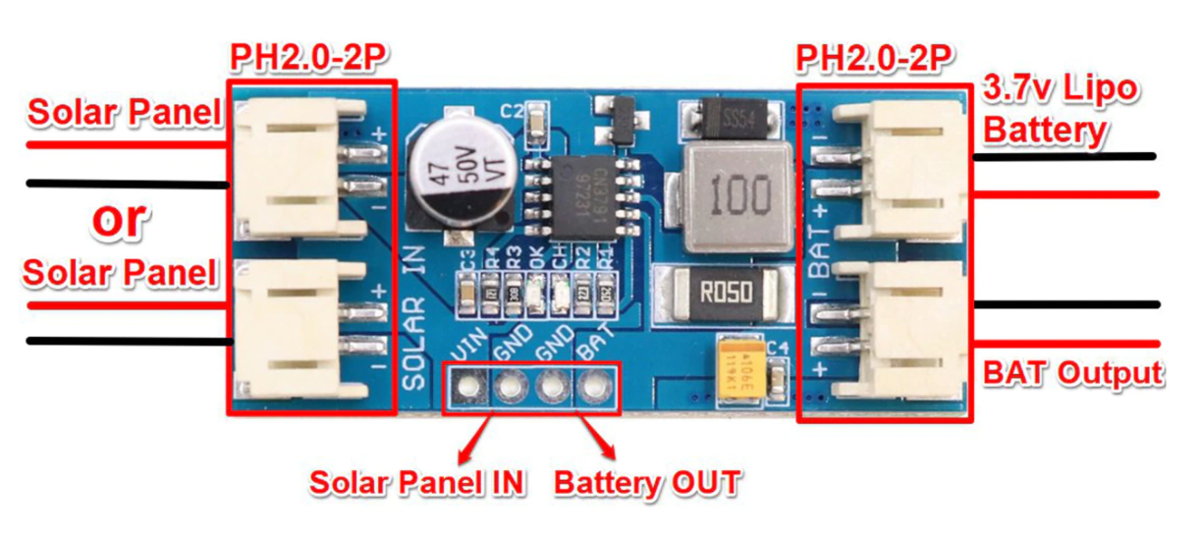 PH2.0-2P
PH2.0-2P
Solar Panel
3.7v Lipo
Battery
or
Solar Panel
BAT Output
C2
47
50V
VT
CN3791
97231
SS54
100
R050
C3
R4
R3
OK
CH
R2
R1
SOLAR IN
+
−
+
−
−
BAT+
−
+
VIN
GND
GND
BAT
C4
106E
Solar Panel IN
Battery OUT